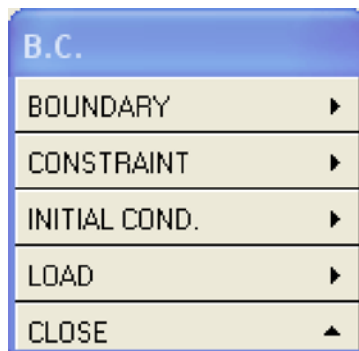 B.C.
BOUNDARY
CONSTRAINT
INITIAL COND.
LOAD
CLOSE